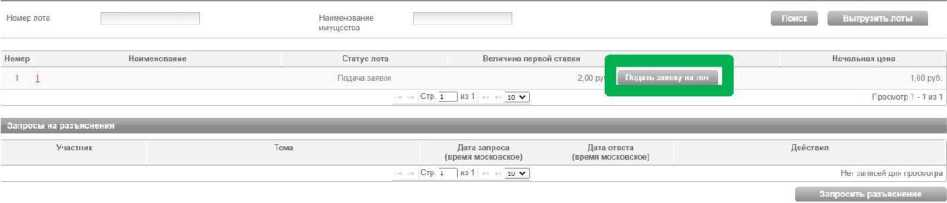 Номер лота
Наименование имущества
Поиск
Выгрузить лоты
Номер Наименование Статус лота Величина первой ставки Начальная цена
1 1 Подача заявок 2,00 руб. Подать заявку на лот 1,00 руб.
Стр. 1 из 1 10 Просмотр 1 - 1 из 1
Запросы на разъяснения
Участник Тема Дата запроса (время московское) Дата ответа (время московское) Действия
Стр. 1 из 1 10 Нет записей для просмотра
Запросить разъяснение